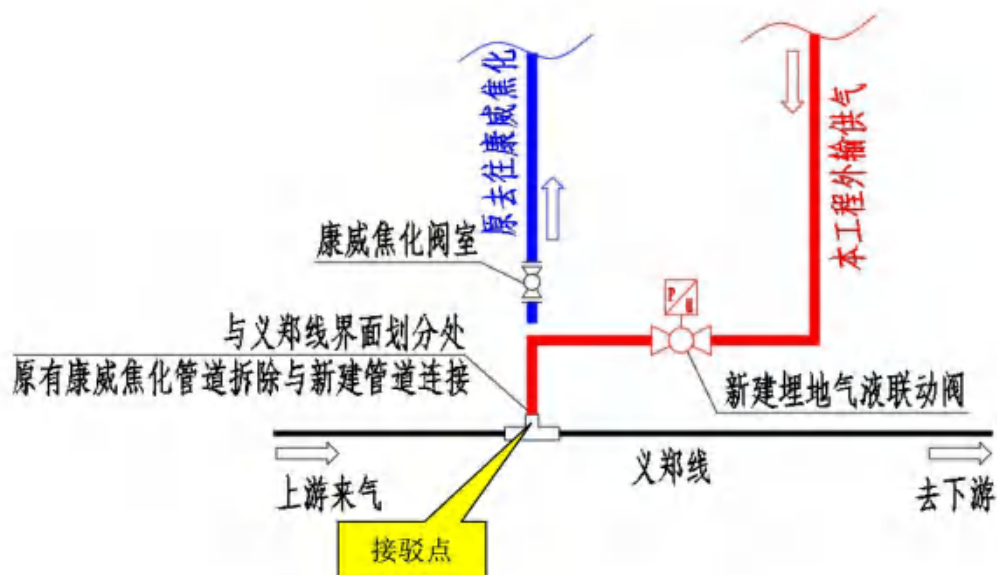 原去往康威焦化
本工程外输供气
康威焦化阀室
与义郑线界面划分处
原有康威焦化管道拆除与新建管道连接
P
新建埋地气液联动阀
义郑线
上游来气
去下游
接驳点